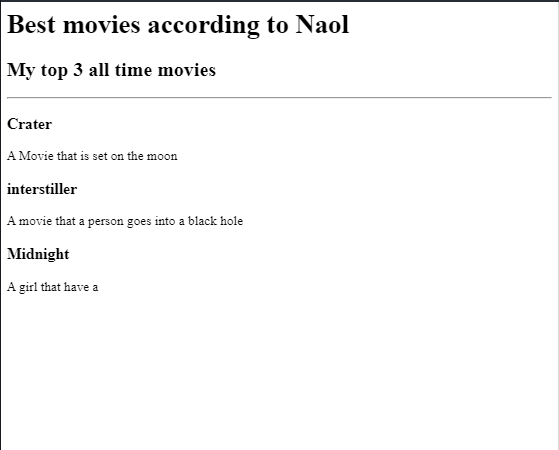 Best movies according to Naol
My top 3 all time movies
Crater
A Movie that is set on the moon
interstiller
A movie that a person goes into a black hole
Midnight
A girl that have a